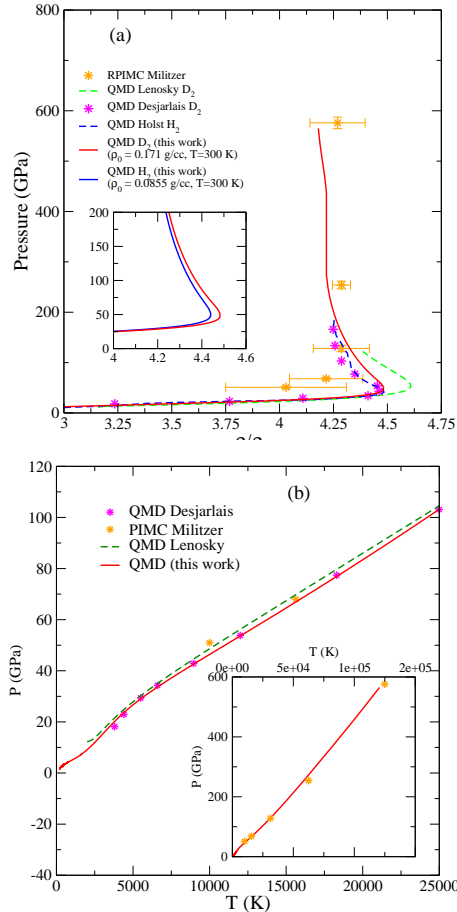 (a)
RPIMC Militzer
QMD Lenosky D₂
QMD Desjarlais D₂
QMD Holst H₂
QMD D₂ (this work)
(ρ₀ = 0.171 g/cc, T=300 K)
QMD H₂ (this work)
(ρ₀ = 0.0855 g/cc, T=300 K)
Pressure (GPa)
800
600
400
200
0
200
150
100
50
0
4 4.2 4.4 4.6
3 3.25 3.5 3.75 4 4.25 4.5 4.75
(b)
QMD Desjarlais
PIMC Militzer
QMD Lenosky
QMD (this work)
P (GPa)
120
100
80
60
40
20
0
-20
-40
T (K)
0e+00 5e+04 1e+05 2e+05
P (GPa)
600
400
200
0
0 5000 10000 15000 20000 25000
T (K)